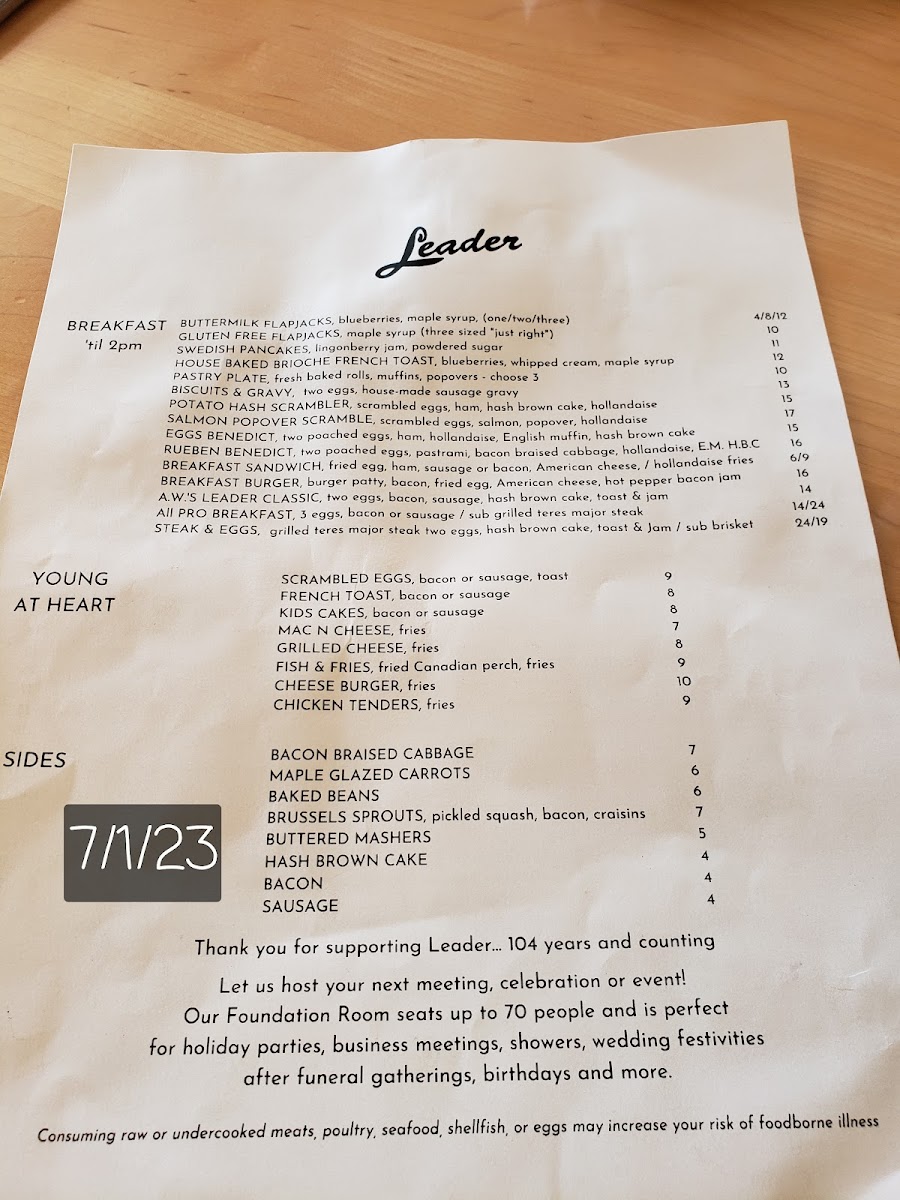 Leader
BREAKFAST
'til 2pm
BUTTERMILK FLAPJACKS, blueberries, maple syrup, (one/two/three) 4/8/12
GLUTEN FREE FLAPJACKS, maple syrup (three sized "just right") 10
SWEDISH PANCAKES, lingonberry jam, powdered sugar 11
HOUSE BAKED BRIOCHE FRENCH TOAST, blueberries, whipped cream, maple syrup 12
PASTRY PLATE, fresh baked rolls, muffins, popovers - choose 3 10
BISCUITS & GRAVY, two eggs, house-made sausage gravy 13
POTATO HASH SCRAMBLER, scrambled eggs, ham, hash brown cake, hollandaise 15
SALMON POPOVER SCRAMBLE, scrambled eggs, salmon, popover, hollandaise 17
EGGS BENEDICT, two poached eggs, ham, hollandaise, English muffin, hash brown cake 15
RUEBEN BENEDICT, two poached eggs, pastrami, bacon braised cabbage, hollandaise, E.M. H.B.C 16
BREAKFAST SANDWICH, fried egg, ham, sausage or bacon, American cheese, / hollandaise fries 6/9
BREAKFAST BURGER, burger patty, bacon, fried egg, American cheese, hot pepper bacon jam 16
A.W.'S LEADER CLASSIC, two eggs, bacon, sausage, hash brown cake, toast & jam 14
All PRO BREAKFAST, 3 eggs, bacon or sausage / sub grilled teres major steak 14/24
STEAK & EGGS, grilled teres major steak two eggs, hash brown cake, toast & Jam / sub brisket 24/19
YOUNG
AT HEART
SCRAMBLED EGGS, bacon or sausage, toast 9
FRENCH TOAST, bacon or sausage 8
KIDS CAKES, bacon or sausage 8
MAC N CHEESE, fries 7
GRILLED CHEESE, fries 8
FISH & FRIES, fried Canadian perch, fries 9
CHEESE BURGER, fries 10
CHICKEN TENDERS, fries 9
SIDES
BACON BRAISED CABBAGE 7
MAPLE GLAZED CARROTS 6
BAKED BEANS 6
BRUSSELS SPROUTS, pickled squash, bacon, craisins 7
BUTTERED MASHERS 5
HASH BROWN CAKE 4
BACON 4
SAUSAGE 4
7/1/23
Thank you for supporting Leader... 104 years and counting
Let us host your next meeting, celebration or event!
Our Foundation Room seats up to 70 people and is perfect
for holiday parties, business meetings, showers, wedding festivities
after funeral gatherings, birthdays and more.
Consuming raw or undercooked meats, poultry, seafood, shellfish, or eggs may increase your risk of foodborne illness